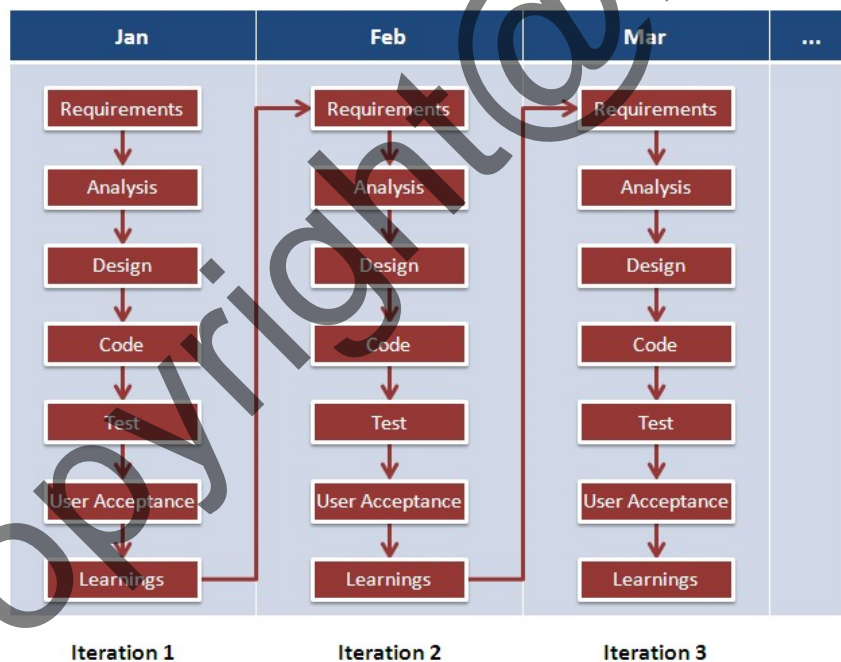 Jan
Feb
Mar
...
Requirements
Requirements
Requirements
Analysis
Analysis
Analysis
Design
Design
Design
Code
Code
Code
Test
Test
Test
User Acceptance
User Acceptance
User Acceptance
Learnings
Learnings
Learnings
Iteration 1
Iteration 2
Iteration 3
opyright@